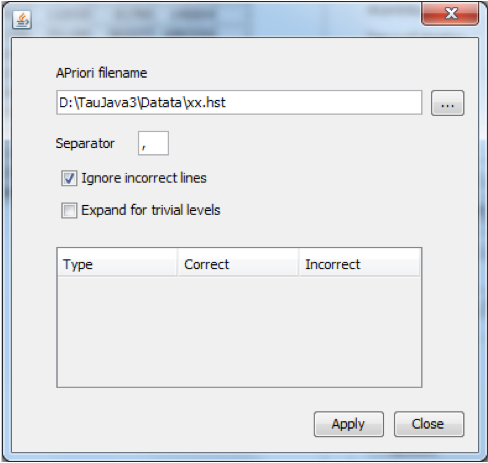 APriori filename
D:\TauJava3\Datata\xx.hst
...
Separator ,
Ignore incorrect lines
Expand for trivial levels
Type Correct Incorrect
Apply Close